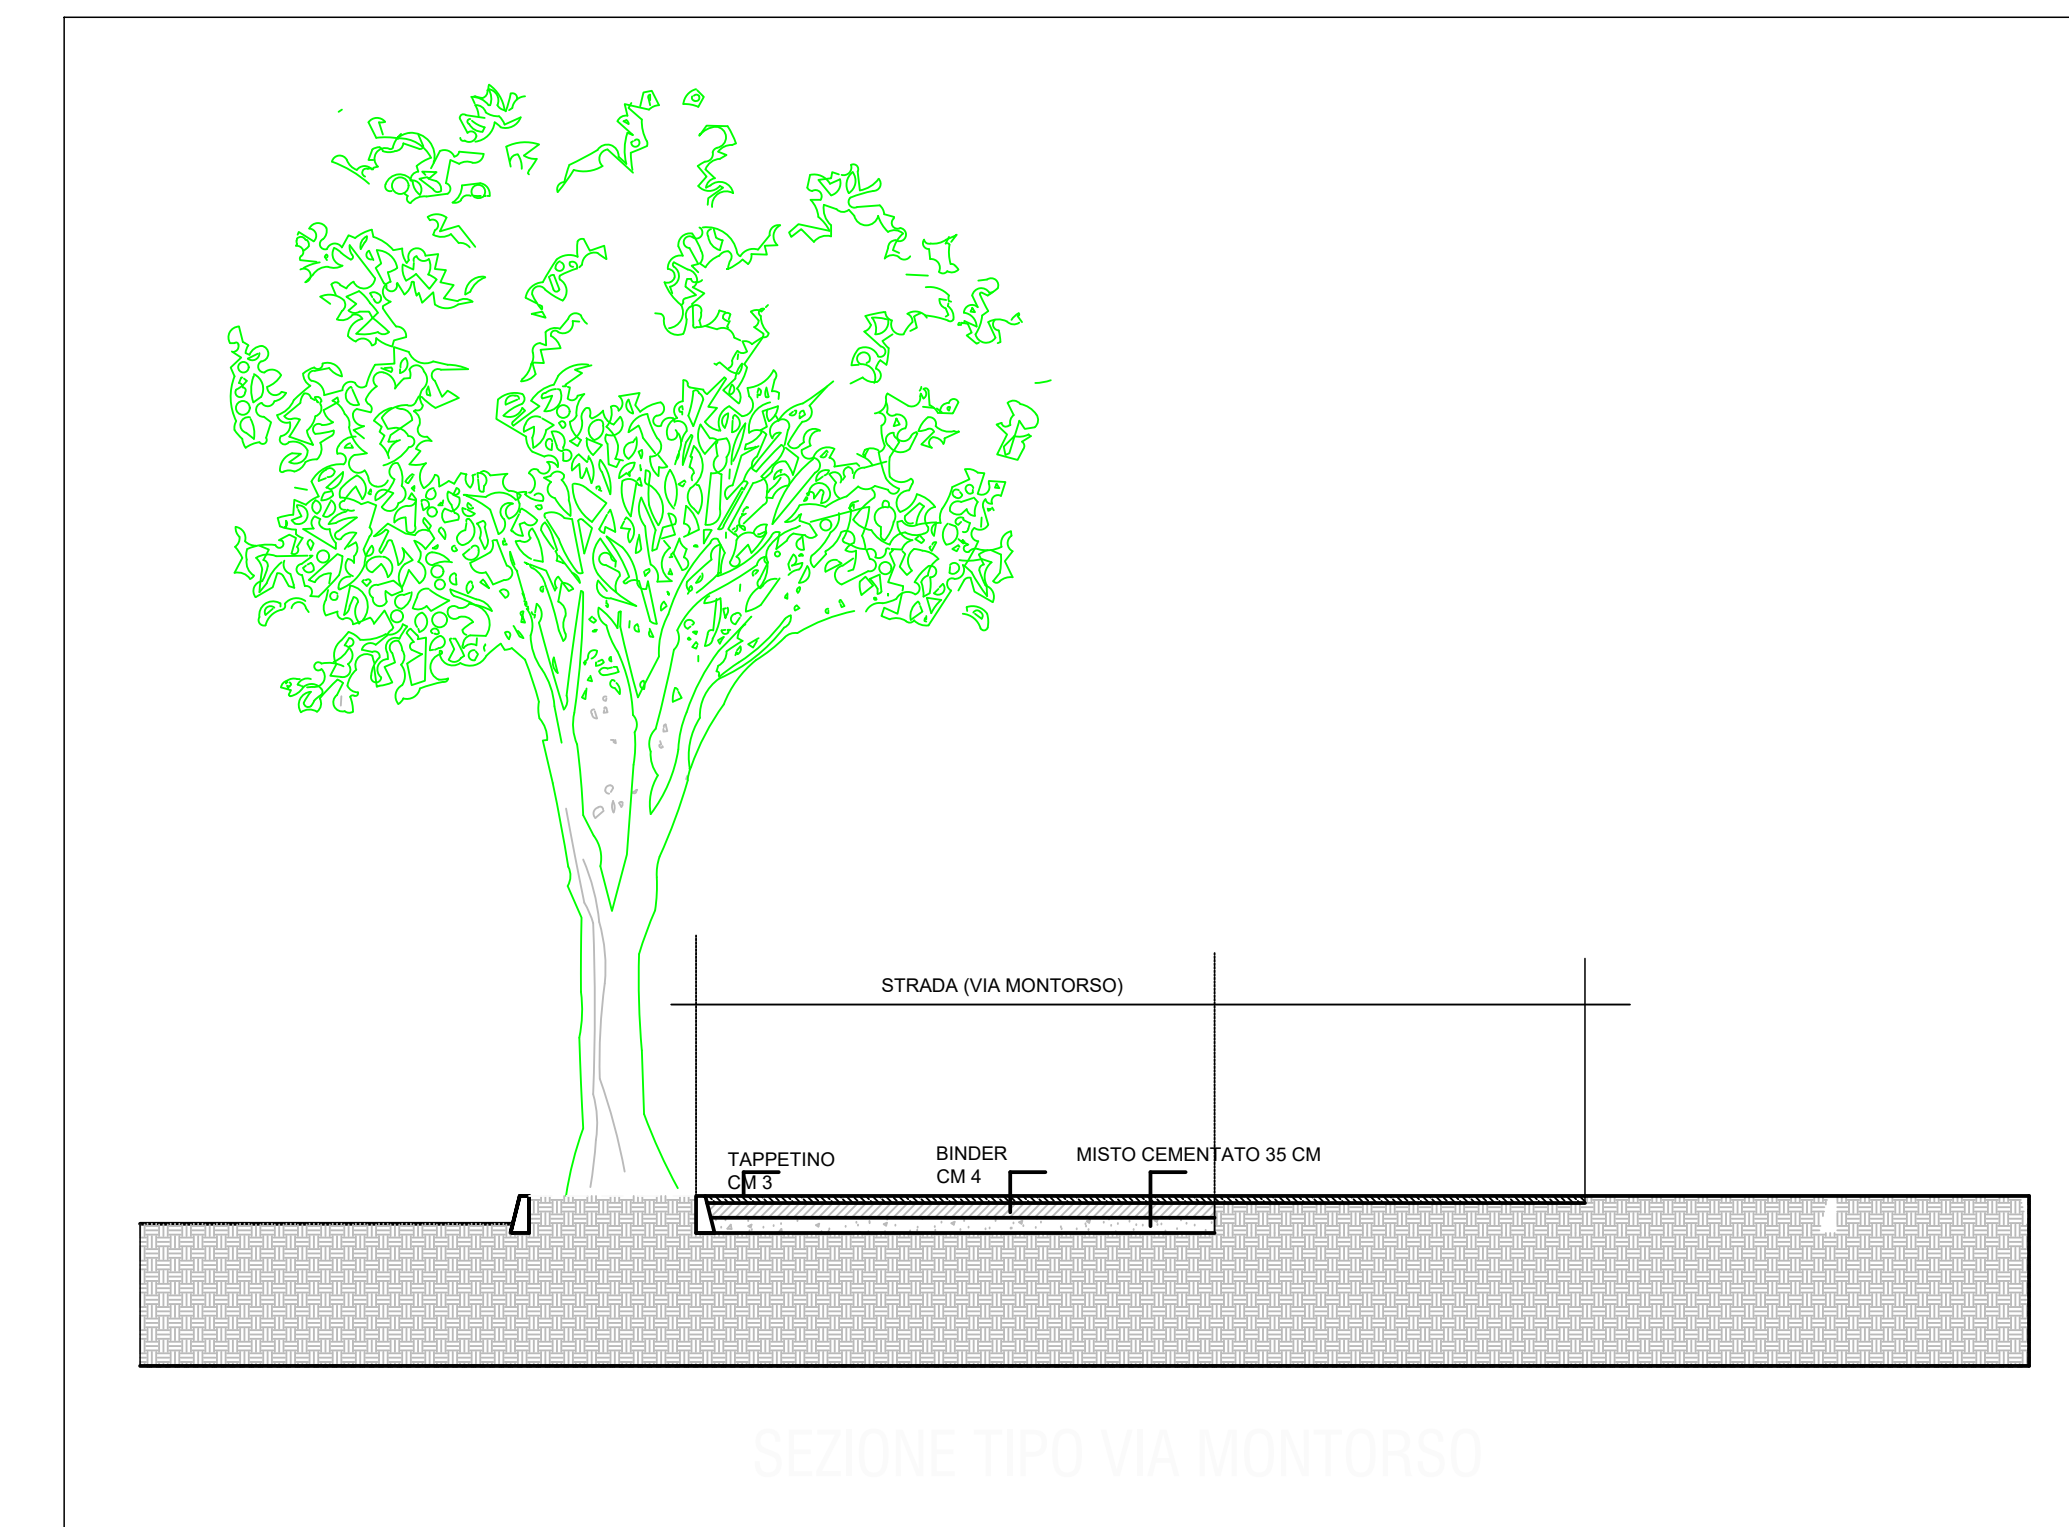 STRADA (VIA MONTORSO)
TAPPETINO
CM 3
BINDER
CM 4
MISTO CEMENTATO 35 CM
SEZIONE TIPO VIA MONTORSO